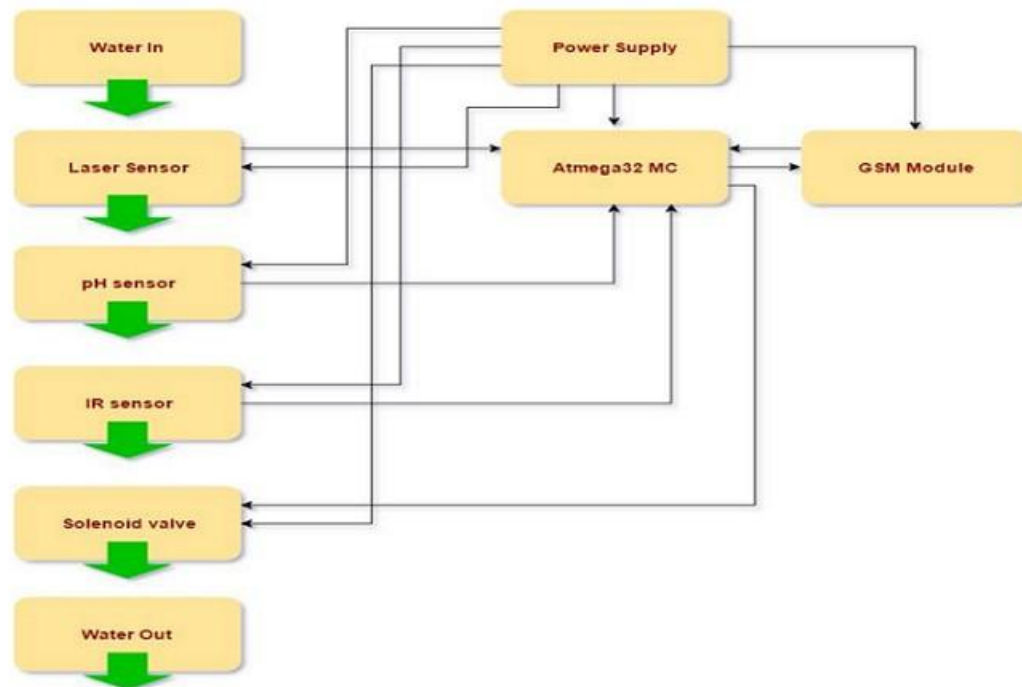 Water In
Power Supply
Laser Sensor
Atmega32 MC
GSM Module
pH sensor
IR sensor
Solenoid valve
Water Out